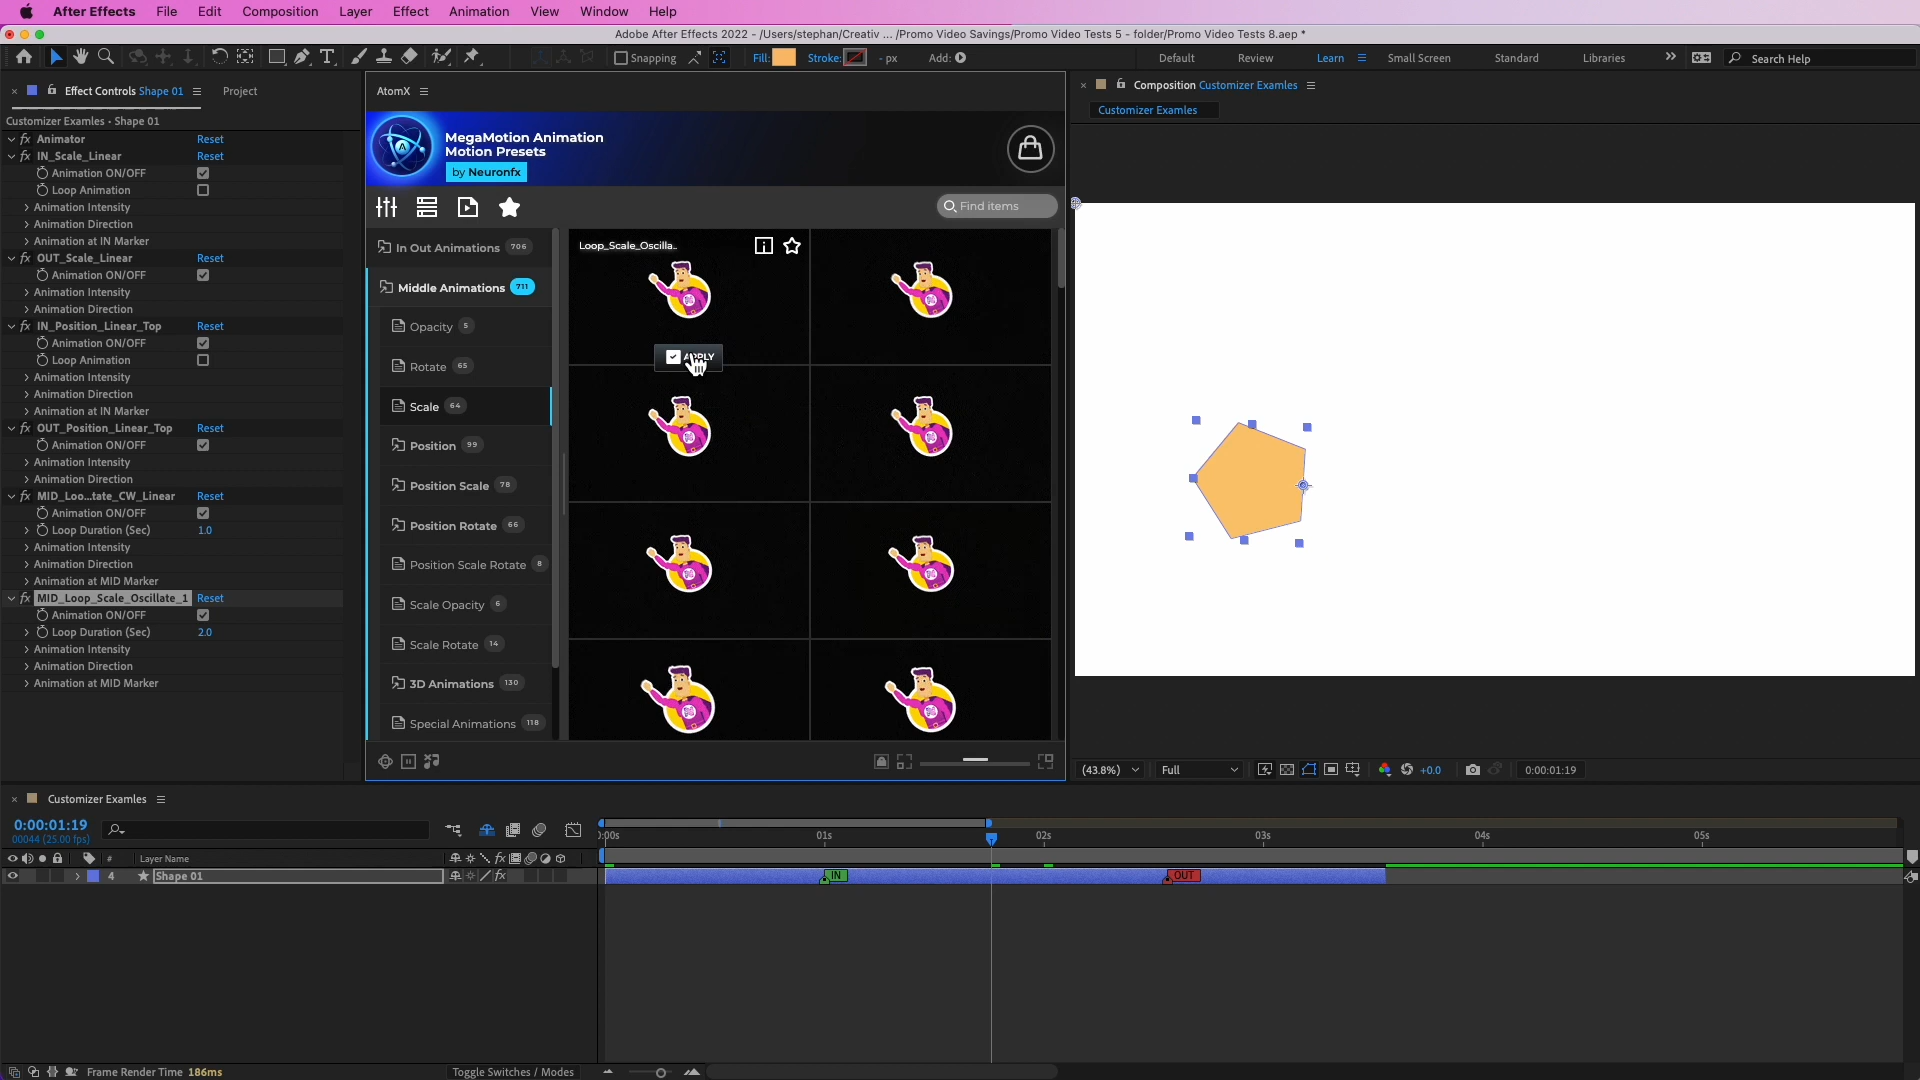 After Effects File Edit Composition Layer Effect Animation View Window Help
Adobe After Effects 2022 - /Users/stephan/Creativ ... /Promo Video Savings/Promo Video Tests 5 - folder/Promo Video Tests 8.aep *
Snapping Fill: Stroke: - px Add: Default Review Learn Small Screen Standard Libraries Search Help
Effect Controls Shape 01 Project
Customizer Examles • Shape 01
fx Animator Reset
fx IN_Scale_Linear Reset
Animation ON/OFF
Loop Animation
Animation Intensity
Animation Direction
Animation at IN Marker
fx OUT_Scale_Linear Reset
Animation ON/OFF
Animation Intensity
Animation Direction
fx IN_Position_Linear_Top Reset
Animation ON/OFF
Loop Animation
Animation Intensity
Animation Direction
Animation at IN Marker
fx OUT_Position_Linear_Top Reset
Animation ON/OFF
Animation Intensity
Animation Direction
fx MID_Loo...tate_CW_Linear Reset
Animation ON/OFF
Loop Duration (Sec) 1.0
Animation Intensity
Animation Direction
Animation at MID Marker
fx MID_Loop_Scale_Oscillate_1 Reset
Animation ON/OFF
Loop Duration (Sec) 2.0
Animation Intensity
Animation Direction
Animation at MID Marker
AtomX
A
MegaMotion Animation
Motion Presets
by Neuronfx
Find items
In Out Animations 706
Middle Animations 711
Opacity 5
Rotate 65
Scale 64
Position 99
Position Scale 78
Position Rotate 66
Position Scale Rotate 8
Scale Opacity 6
Scale Rotate 14
3D Animations 130
Special Animations 118
Loop_Scale_Oscilla..
APPLY
Composition Customizer Examles
Customizer Examles
(43.8%) Full +0.0 0:00:01:19
Customizer Examles
0:00:01:19
00044 (25.00 fps)
# Layer Name fx
4 Shape 01 fx
):00s 01s 02s 03s 04s 05s
IN OUT
Frame Render Time 186ms Toggle Switches / Modes